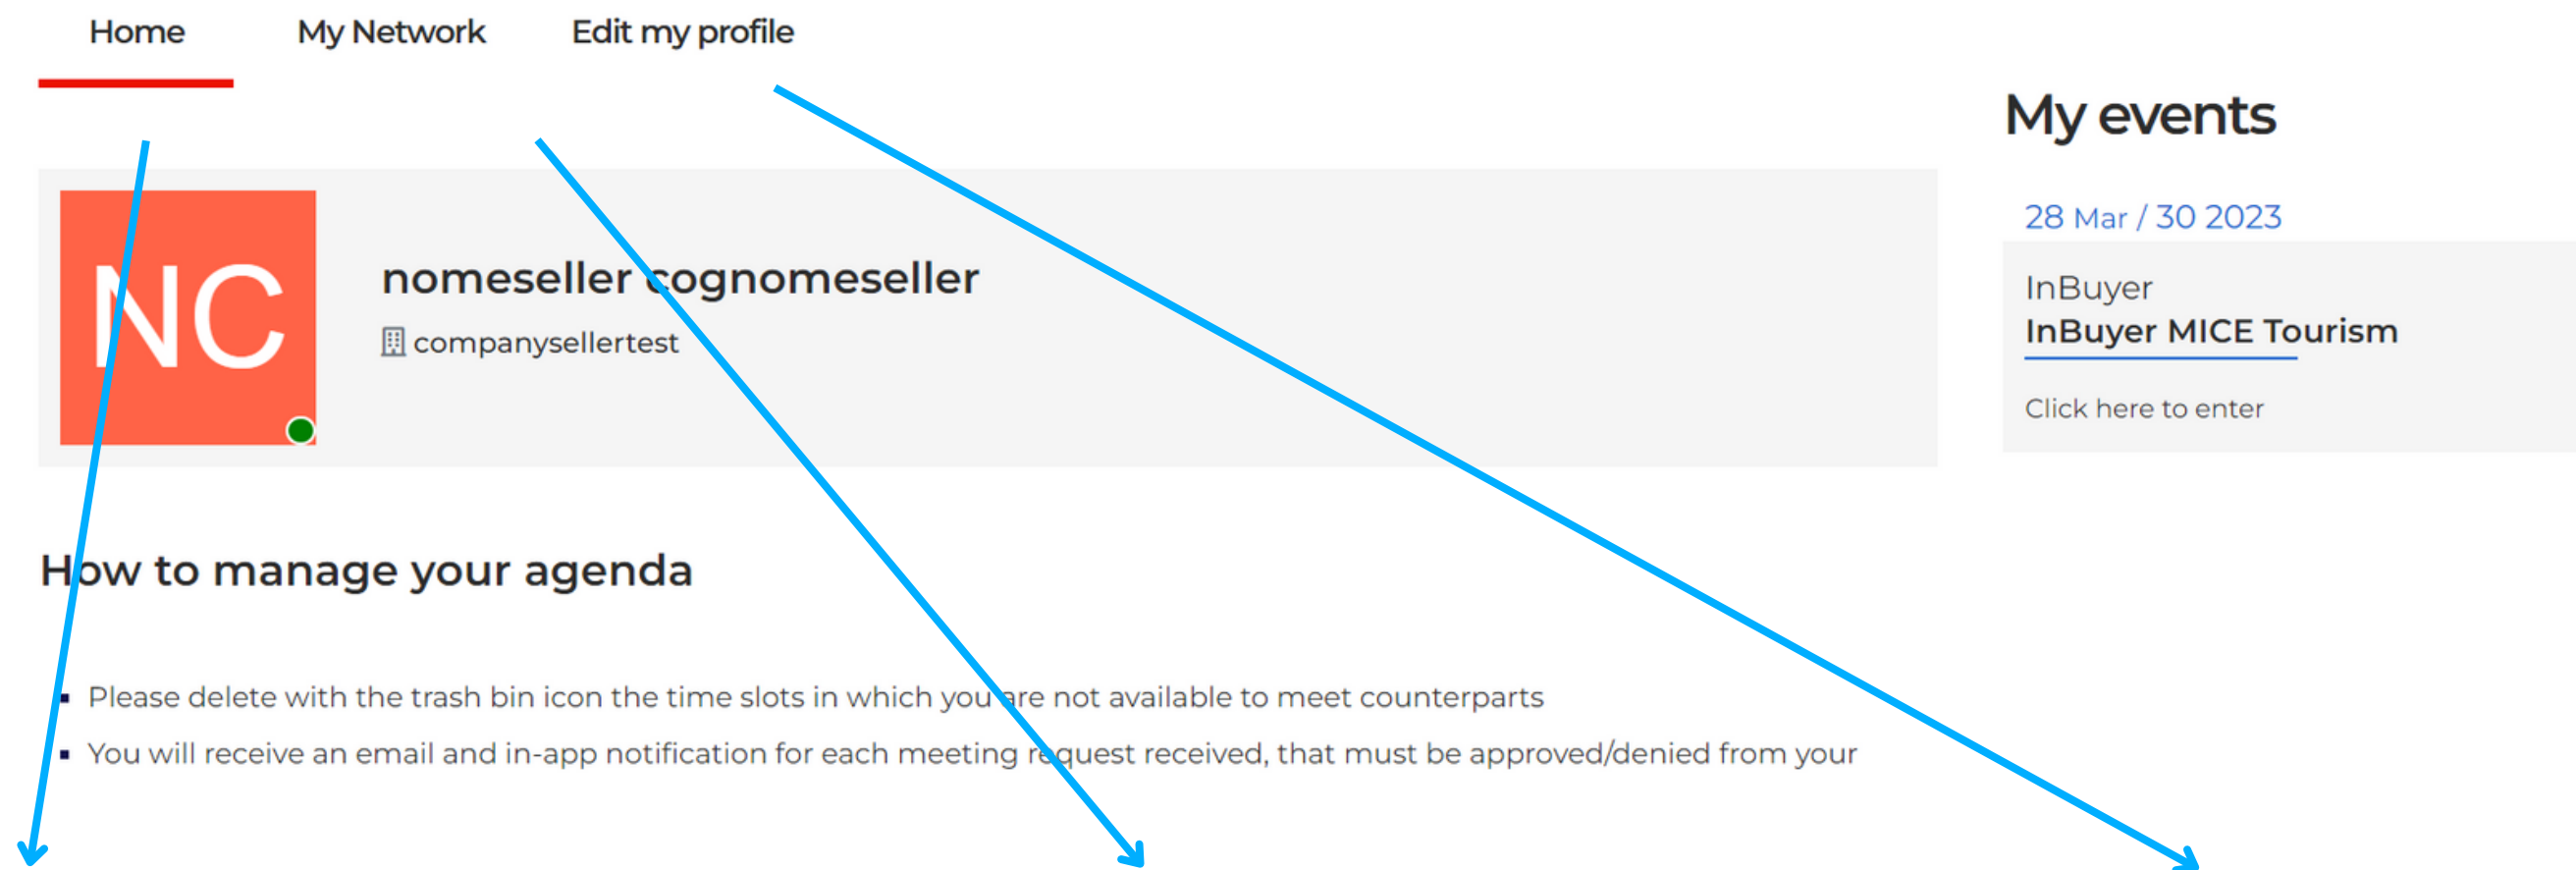 Home My Network Edit my profile
NC
nomeseller cognomeseller
companysellertest
How to manage your agenda
Please delete with the trash bin icon the time slots in which you are not available to meet counterparts
You will receive an email and in-app notification for each meeting request received, that must be approved/denied from your
My events
28 Mar / 30 2023
InBuyer
InBuyer MICE Tourism
Click here to enter